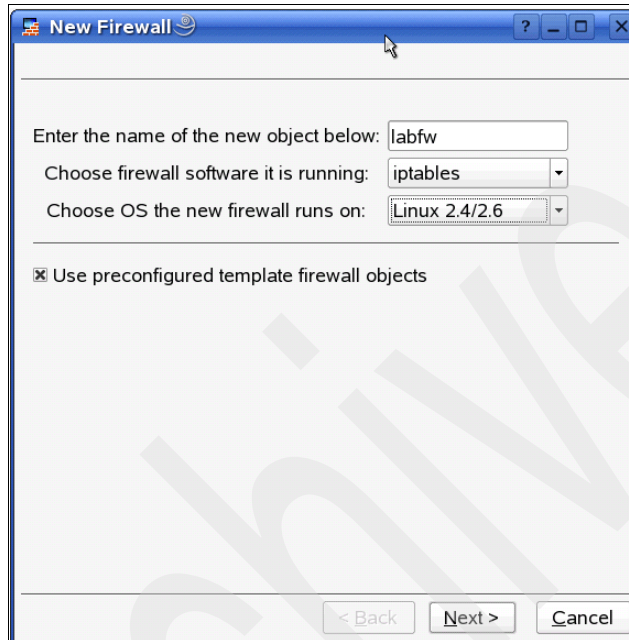 New Firewall
Enter the name of the new object below: labfw
Choose firewall software it is running: iptables
Choose OS the new firewall runs on: Linux 2.4/2.6
Use preconfigured template firewall objects
< Back Next > Cancel